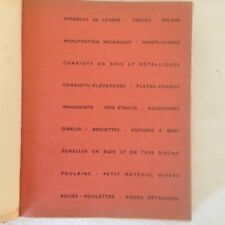 APPAREILS DE LEVAGE - TREUILS - PALANS
MANUTENTION MÉCANIQUE - MONTE-CHARGE
CHARIOTS EN BOIS ET MÉTALLIQUES
CHARIOTS-ÉLÉVATEURS - PLATES-FORMES
WAGONNETS - VOIE ÉTROITE - ACCESSOIRES
DIABLES - BROUETTES - VOITURES A BRAS
ÉCHELLES EN BOIS ET EN TUBE D'ACIER
POULAINS - PETIT MATÉRIEL DIVERS
ROUES - ROULETTES - PIÈCES DÉTACHÉES